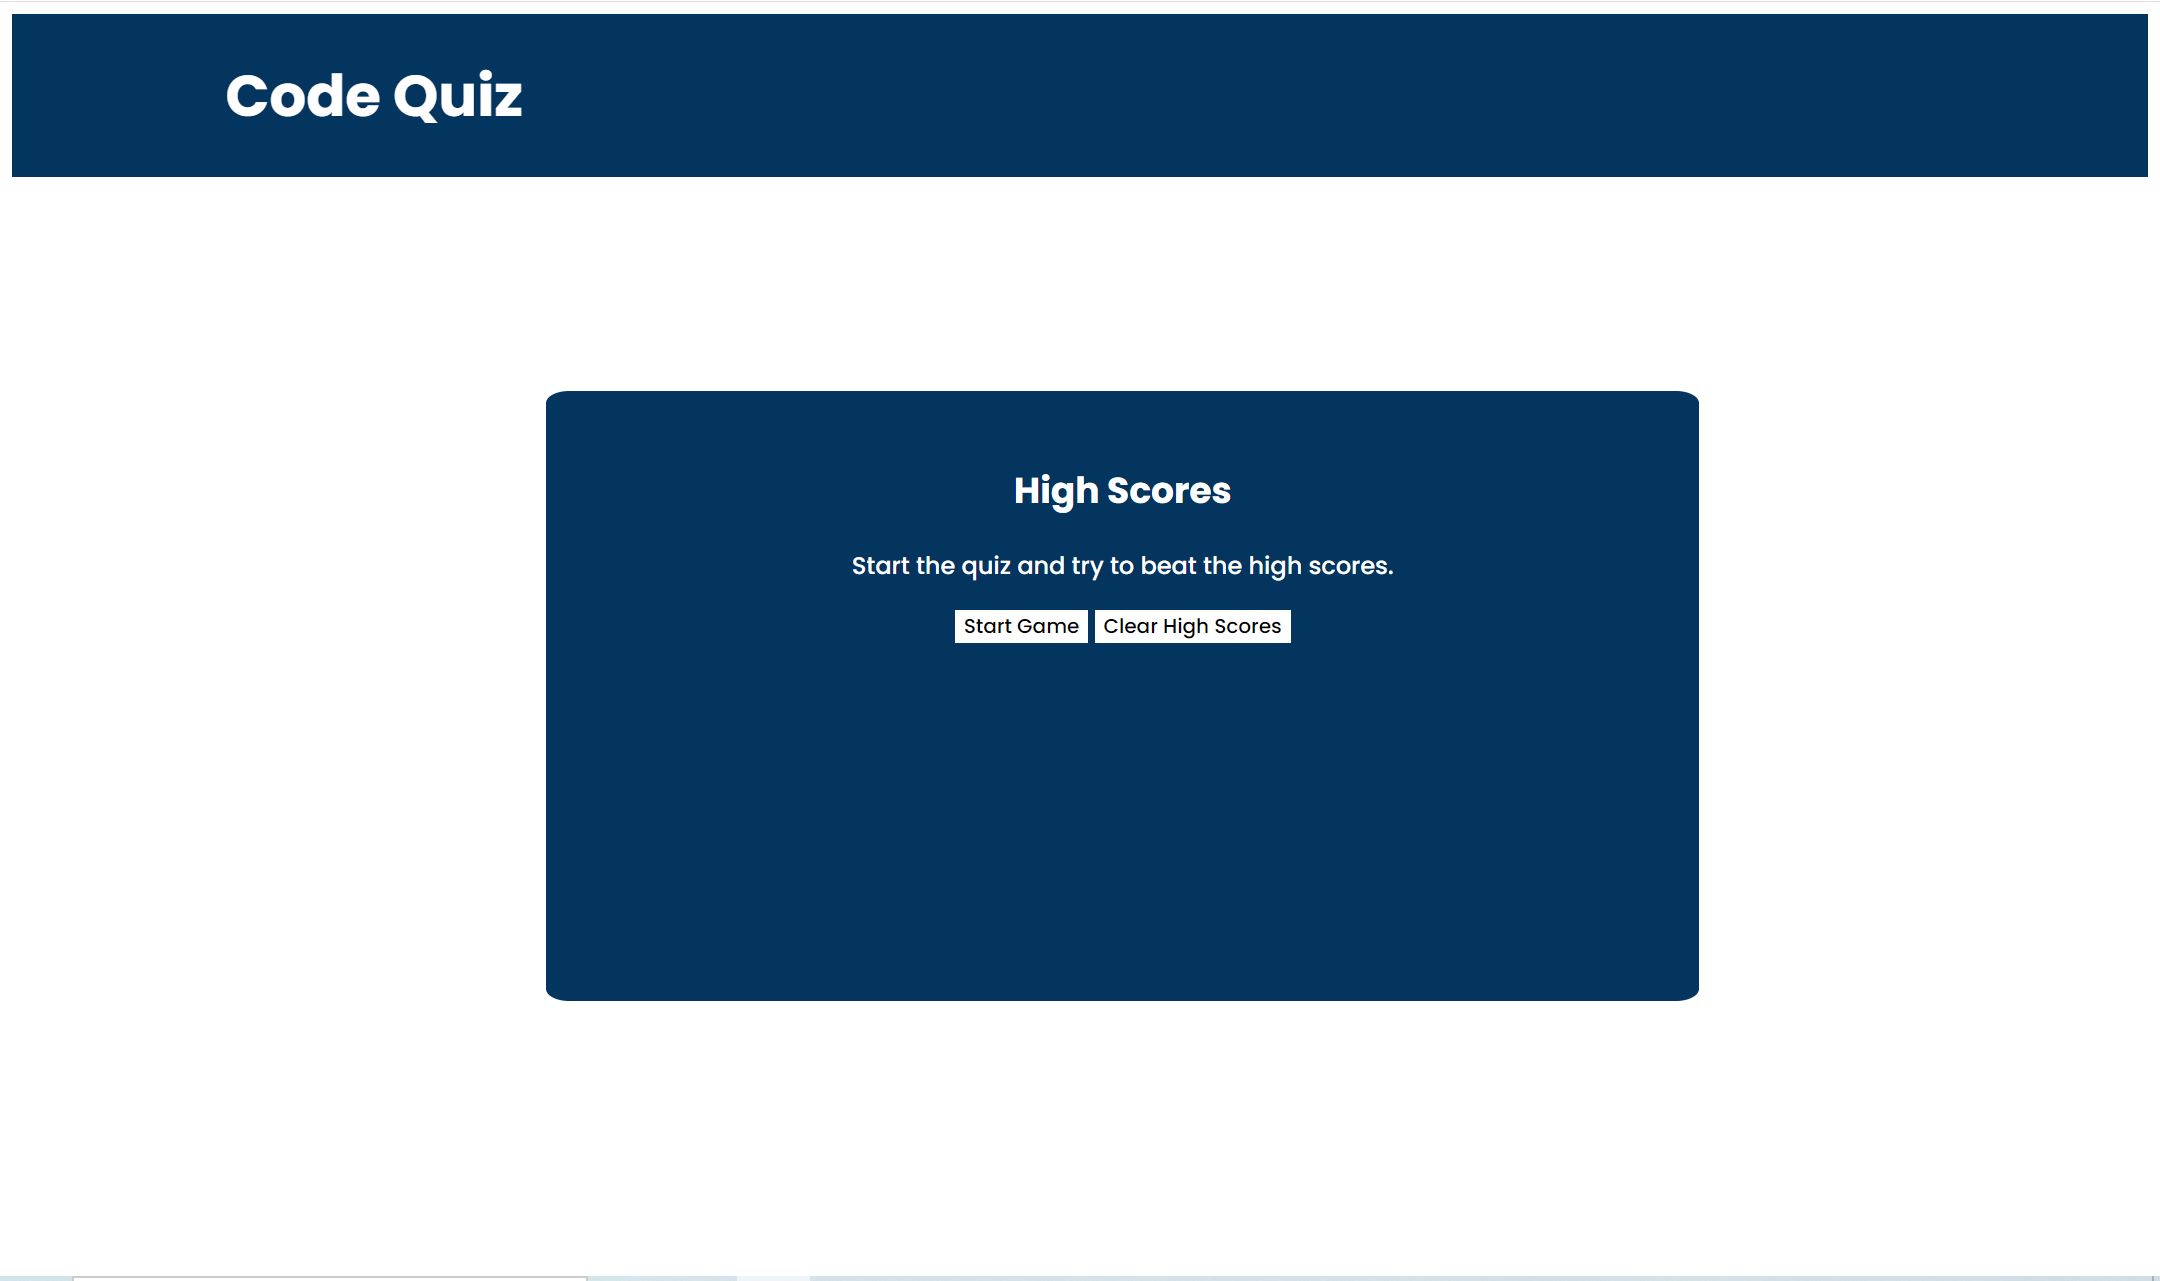 Code Quiz
High Scores
Start the quiz and try to beat the high scores.
Start Game Clear High Scores